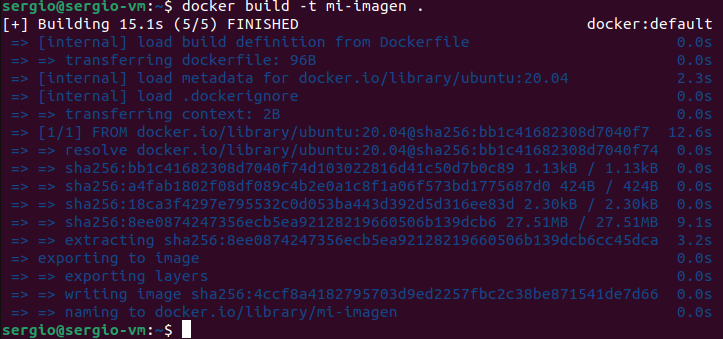 sergio@sergio-vm:~$ docker build -t mi-imagen .
[+] Building 15.1s (5/5) FINISHED docker:default
=> [internal] load build definition from Dockerfile 0.0s
=> => transferring dockerfile: 96B 0.0s
=> [internal] load metadata for docker.io/library/ubuntu:20.04 2.3s
=> [internal] load .dockerignore 0.0s
=> => transferring context: 2B 0.0s
=> [1/1] FROM docker.io/library/ubuntu:20.04@sha256:bb1c41682308d7040f7 12.6s
=> => resolve docker.io/library/ubuntu:20.04@sha256:bb1c41682308d7040f74 0.0s
=> => sha256:bb1c41682308d7040f74d103022816d41c50d7b0c89 1.13kB / 1.13kB 0.0s
=> => sha256:a4fab1802f08df089c4b2e0a1c8f1a06f573bd1775687d0 424B / 424B 0.0s
=> => sha256:18ca3f4297e795532c0d053ba443d392d5d316ee83d 2.30kB / 2.30kB 0.0s
=> => sha256:8ee0874247356ecb5ea92128219660506b139dcb6 27.51MB / 27.51MB 9.1s
=> => extracting sha256:8ee0874247356ecb5ea92128219660506b139dcb6cc45dca 3.2s
=> exporting to image 0.0s
=> => exporting layers 0.0s
=> => writing image sha256:4ccf8a4182795703d9ed2257fbc2c38be871541de7d66 0.0s
=> => naming to docker.io/library/mi-imagen 0.0s
sergio@sergio-vm:~$